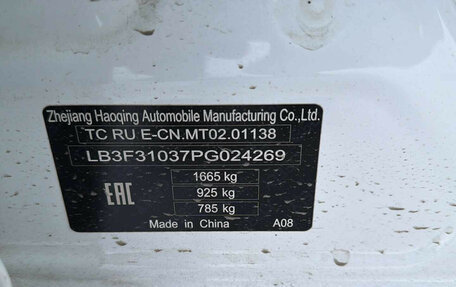 Zhejiang Haoqing Automobile Manufacturing Co.,Ltd.
TC RU E-CN.MT02.01138
LB3F31037PG024269
1665 kg
925 kg
785 kg
EAC
Made in China A08